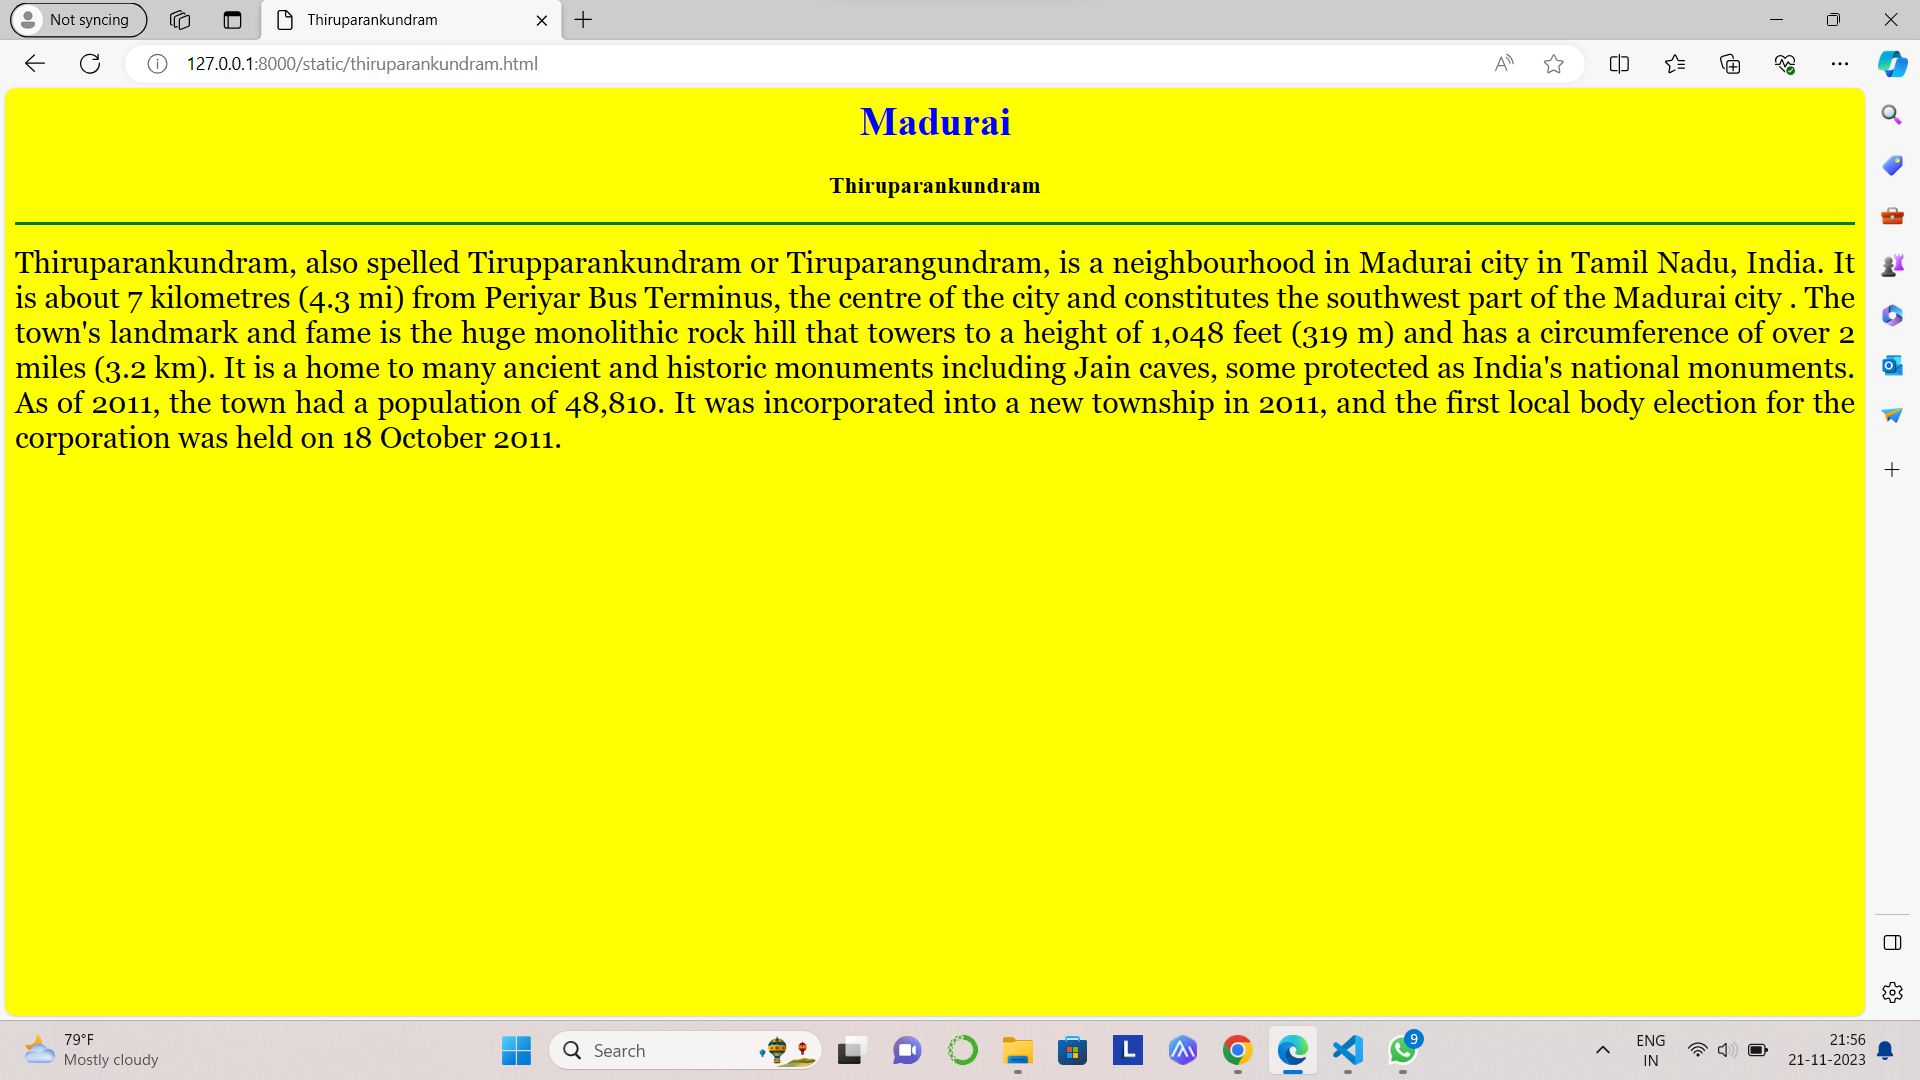 Not syncing
Thiruparankundram
127.0.0.1:8000/static/thiruparankundram.html
Madurai
Thiruparankundram
Thiruparankundram, also spelled Tirupparankundram or Tiruparangundram, is a neighbourhood in Madurai city in Tamil Nadu, India. It
is about 7 kilometres (4.3 mi) from Periyar Bus Terminus, the centre of the city and constitutes the southwest part of the Madurai city . The
town's landmark and fame is the huge monolithic rock hill that towers to a height of 1,048 feet (319 m) and has a circumference of over 2
miles (3.2 km). It is a home to many ancient and historic monuments including Jain caves, some protected as India's national monuments.
As of 2011, the town had a population of 48,810. It was incorporated into a new township in 2011, and the first local body election for the
corporation was held on 18 October 2011.
79°F
Mostly cloudy
Search
L
9
ENG
IN
21:56
21-11-2023